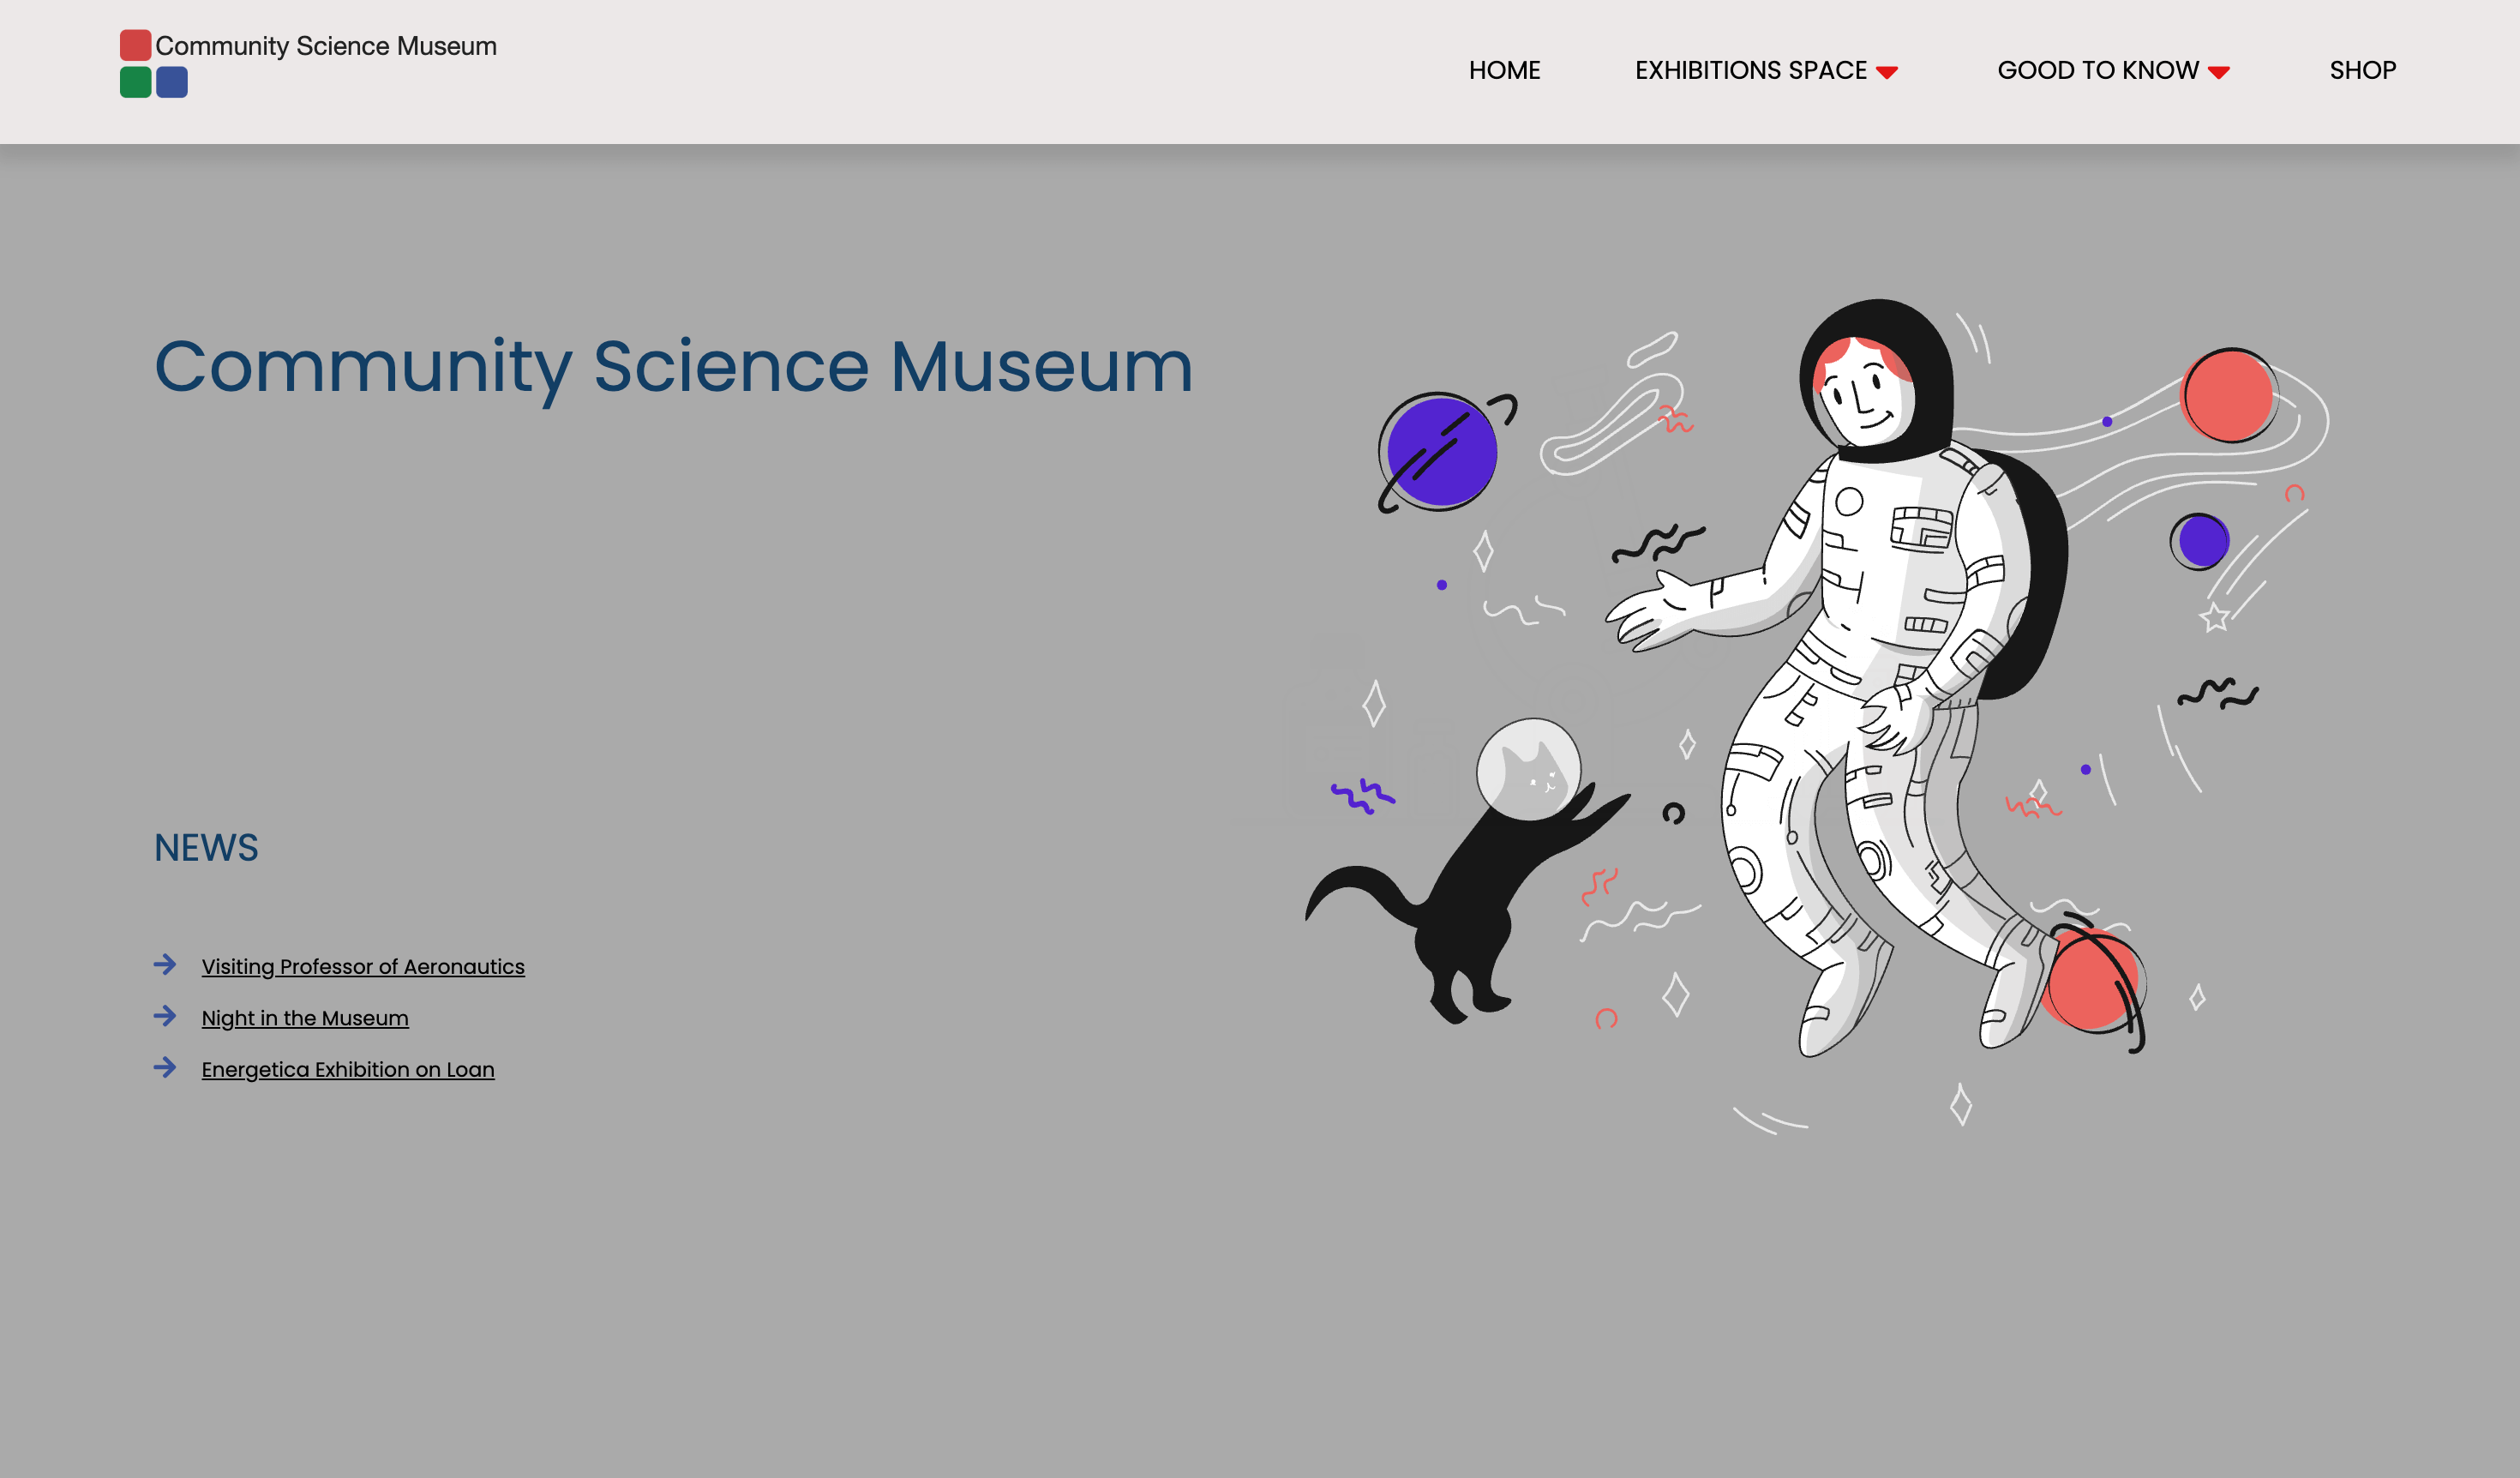 Community Science Museum
HOME EXHIBITIONS SPACE GOOD TO KNOW SHOP
Community Science Museum
NEWS
Visiting Professor of Aeronautics
Night in the Museum
Energetica Exhibition on Loan